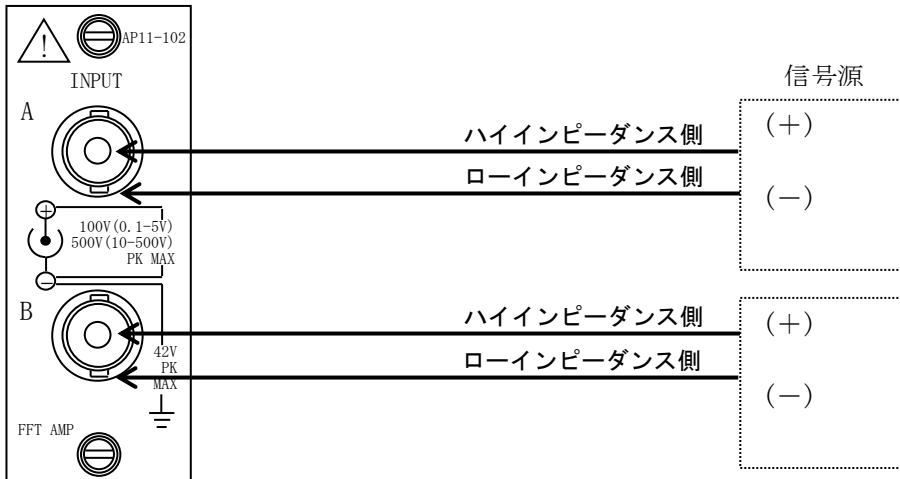 !
AP11-102
INPUT
A
+
100V(0.1-5V)
500V(10-500V)
PK MAX
−
B
42V
PK
MAX
FFT AMP
信号源
ハイインピーダンス側
(＋)
ローインピーダンス側
(－)
ハイインピーダンス側
(＋)
ローインピーダンス側
(－)